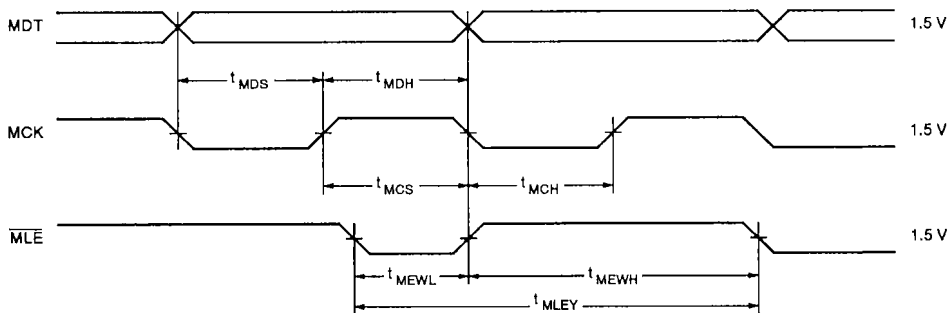 MDT
1.5 V
t MDS
t MDH
MCK
1.5 V
t MCS
t MCH
MLE
1.5 V
t MEWL
t MEWH
t MLEY